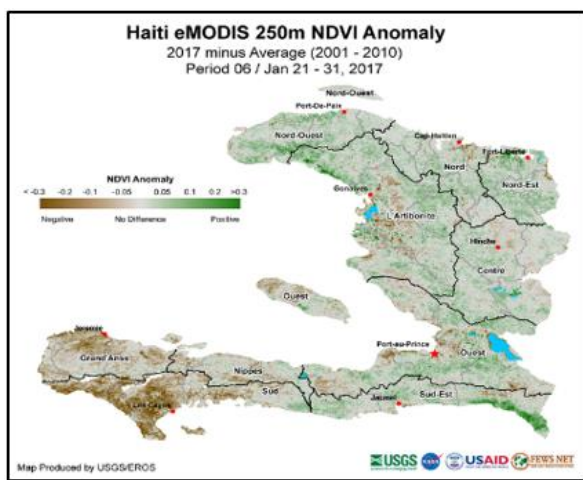 Haiti eMODIS 250m NDVI Anomaly
2017 minus Average (2001 - 2010)
Period 06 / Jan 21 - 31, 2017
Nord-Ouest
Port-De-Paix
Nord-Ouest
Cap-Haitien
Fort-Liberte
Nord
Nord-Est
NDVI Anomaly
< -0.3 -0.2 -0.1 -0.05 0.05 0.1 0.2 >0.3
Negative No Difference Positive
Gonaives
L'Artibonite
Hinche
Centre
Ouest
Jeremie
Port-au-Prince
Ouest
Grand Anse
Nippes
Sud
Sud-Est
Les Cayes
Jacmel
Map Produced by USGS/EROS
USGS
NASA
USAID
FEWS NET